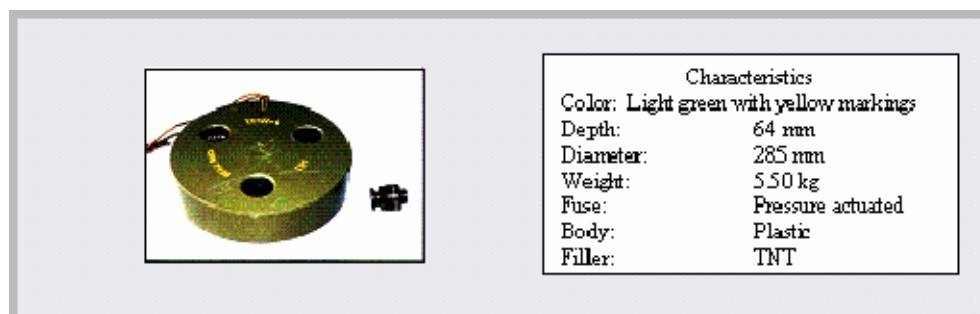 Characteristics
Color: Light green with yellow markings
Depth: 64 mm
Diameter: 285 mm
Weight: 5.50 kg
Fuse: Pressure actuated
Body: Plastic
Filler: TNT